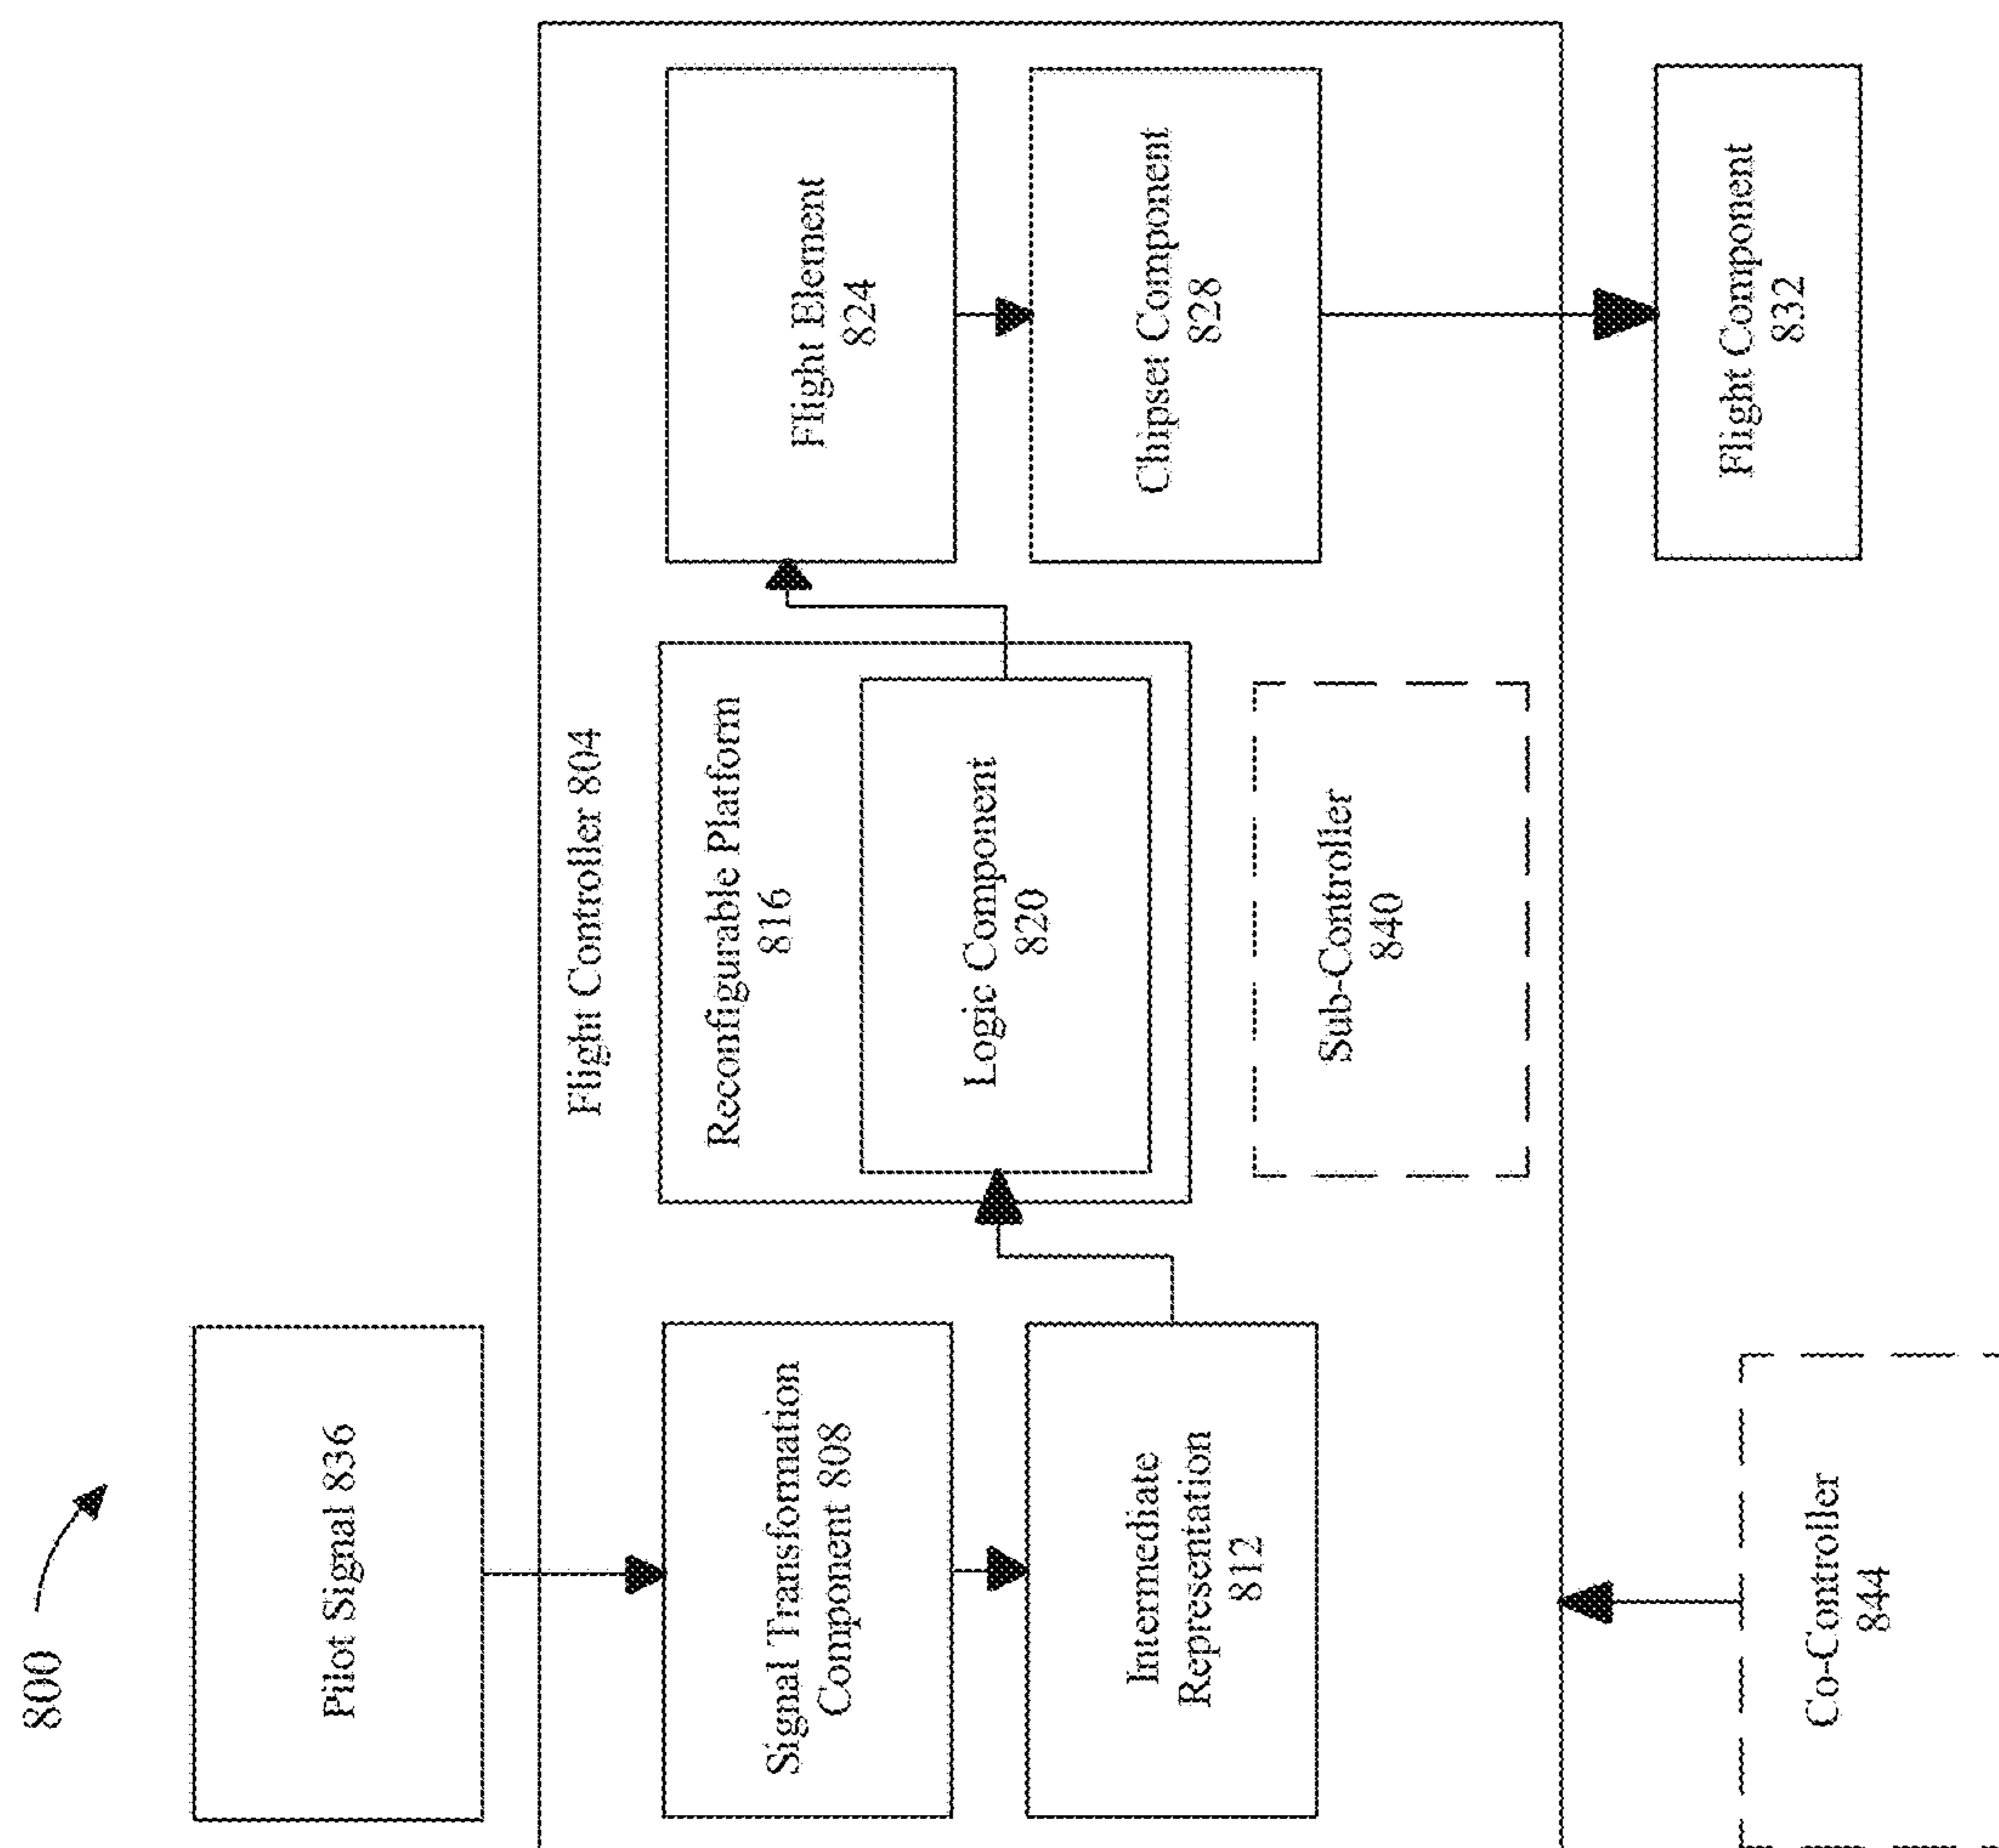 800
Pilot Signal 836
Flight Controller 804
Signal Transformation
Component 808
Intermediate
Representation
812
Reconfigurable Platform
816
Logic Component
820
Sub-Controller
840
Flight Element
824
Chipset Component
828
Flight Component
832
Co-Controller
844